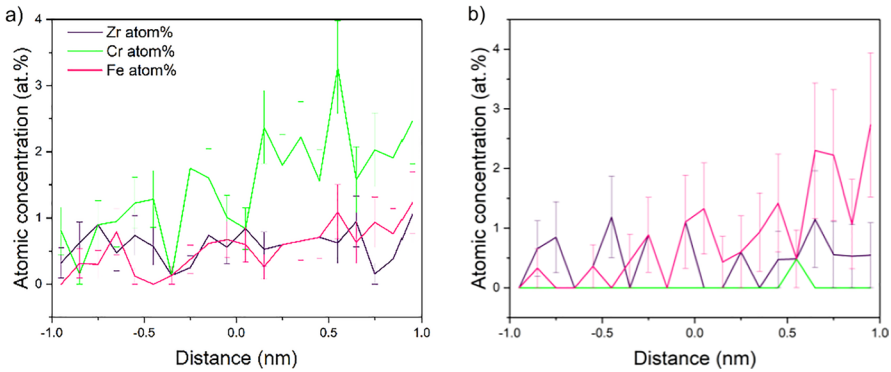 a)
Atomic concentration (at.%)
4
3
2
1
0
Zr atom%
Cr atom%
Fe atom%
-1.0
-0.5
0.0
0.5
1.0
Distance (nm)
b)
Atomic concentration (at.%)
4
3
2
1
0
-1.0
-0.5
0.0
0.5
1.0
Distance (nm)